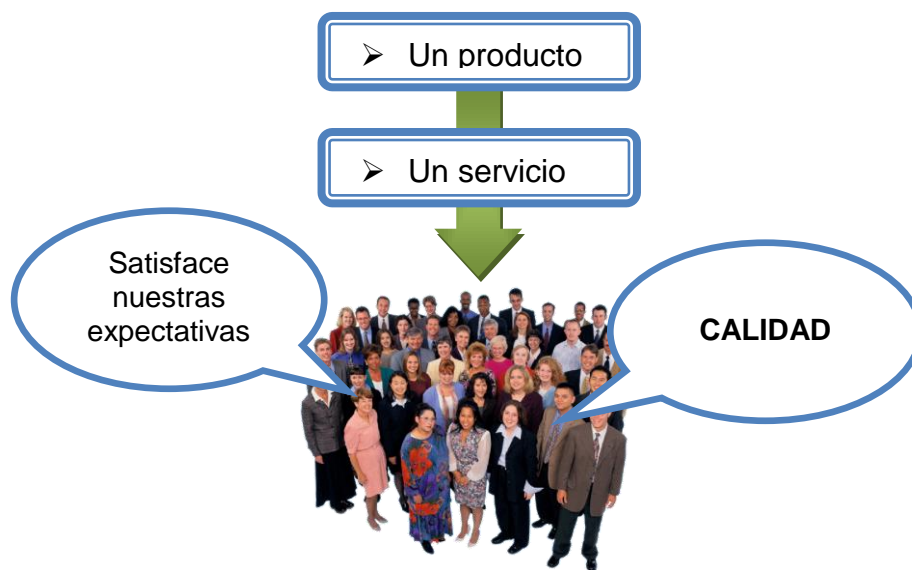 ➢ Un producto
➢ Un servicio
Satisface
nuestras
expectativas
CALIDAD